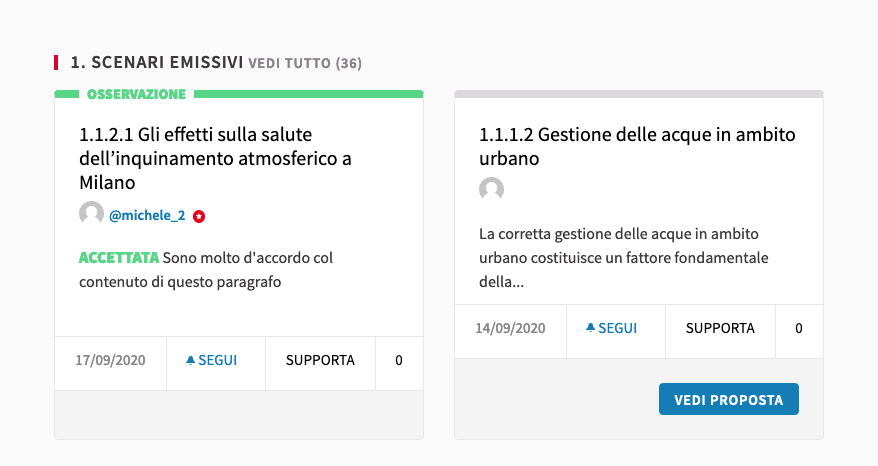 1. SCENARI EMISSIVI VEDI TUTTO (36)
OSSERVAZIONE
1.1.2.1 Gli effetti sulla salute
dell’inquinamento atmosferico a
Milano
@michele_2
ACCETTATA Sono molto d'accordo col
contenuto di questo paragrafo
17/09/2020 SEGUI SUPPORTA 0
1.1.1.2 Gestione delle acque in ambito
urbano
La corretta gestione delle acque in ambito
urbano costituisce un fattore fondamentale
della...
14/09/2020 SEGUI SUPPORTA 0
VEDI PROPOSTA